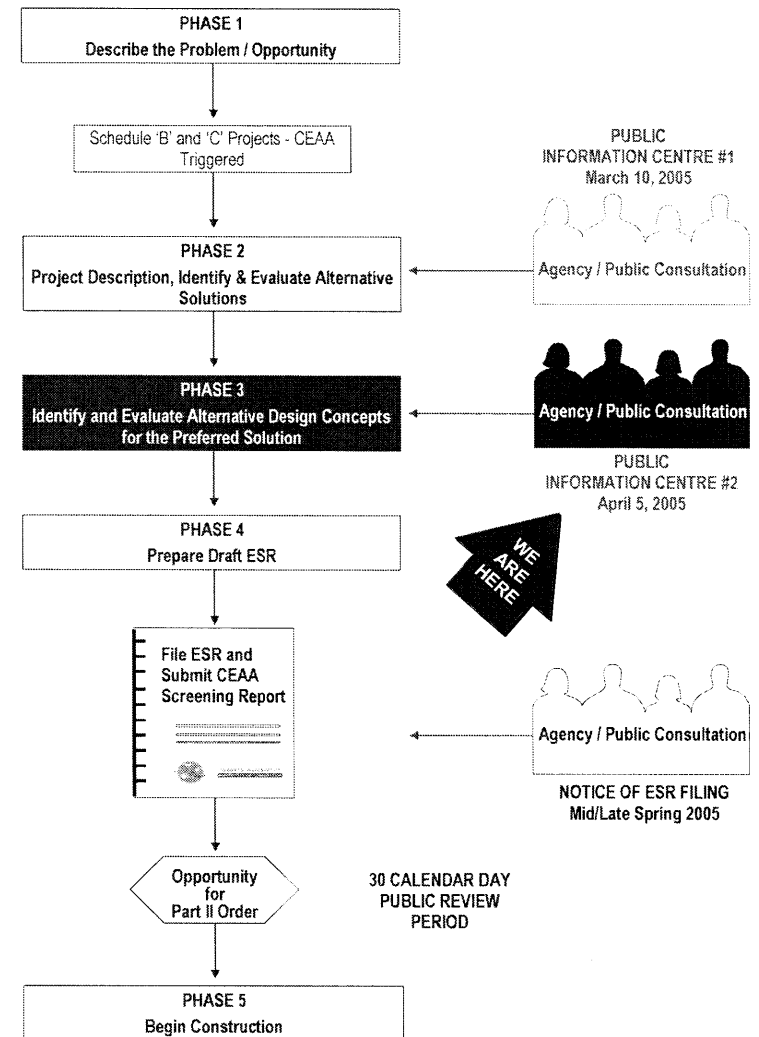 PHASE 1
Describe the Problem / Opportunity
Schedule 'B' and 'C' Projects - CEAA
Triggered
PUBLIC
INFORMATION CENTRE #1
March 10, 2005
Agency / Public Consultation
PHASE 2
Project Description, Identify & Evaluate Alternative
Solutions
PHASE 3
Identify and Evaluate Alternative Design Concepts
for the Preferred Solution
Agency / Public Consultation
PUBLIC
INFORMATION CENTRE #2
April 5, 2005
WE
ARE
HERE
PHASE 4
Prepare Draft ESR
File ESR and
Submit CEAA
Screening Report
Agency / Public Consultation
NOTICE OF ESR FILING
Mid/Late Spring 2005
Opportunity
for
Part II Order
30 CALENDAR DAY
PUBLIC REVIEW
PERIOD
PHASE 5
Begin Construction